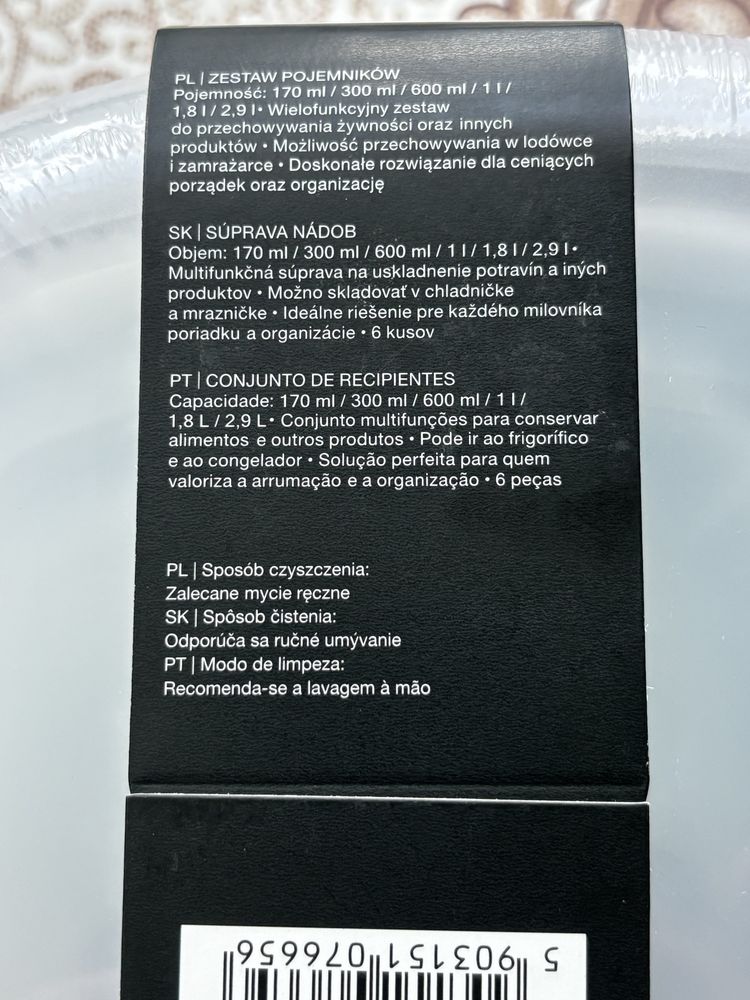 PL | ZESTAW POJEMNIKÓW
Pojemność: 170 ml / 300 ml / 600 ml / 1 l /
1,8 l / 2,9 l • Wielofunkcyjny zestaw
do przechowywania żywności oraz innych
produktów • Możliwość przechowywania w lodówce
i zamrażarce • Doskonałe rozwiązanie dla ceniących
porządek oraz organizację
SK | SÚPRAVA NÁDOB
Objem: 170 ml / 300 ml / 600 ml / 1 l / 1,8 l / 2,9 l •
Multifunkčná súprava na uskladnenie potravín a iných
produktov • Možno skladovať v chladničke
a mrazničke • Ideálne riešenie pre každého milovníka
poriadku a organizácie • 6 kusov
PT | CONJUNTO DE RECIPIENTES
Capacidade: 170 ml / 300 ml / 600 ml / 1 l /
1,8 L / 2,9 L • Conjunto multifunções para conservar
alimentos e outros produtos • Pode ir ao frigorífico
e ao congelador • Solução perfeita para quem
valoriza a arrumação e a organização • 6 peças
PL | Sposób czyszczenia:
Zalecane mycie ręczne
SK | Spôsob čistenia:
Odporúča sa ručné umývanie
PT | Modo de limpeza:
Recomenda-se a lavagem à mão
5 903151 076656